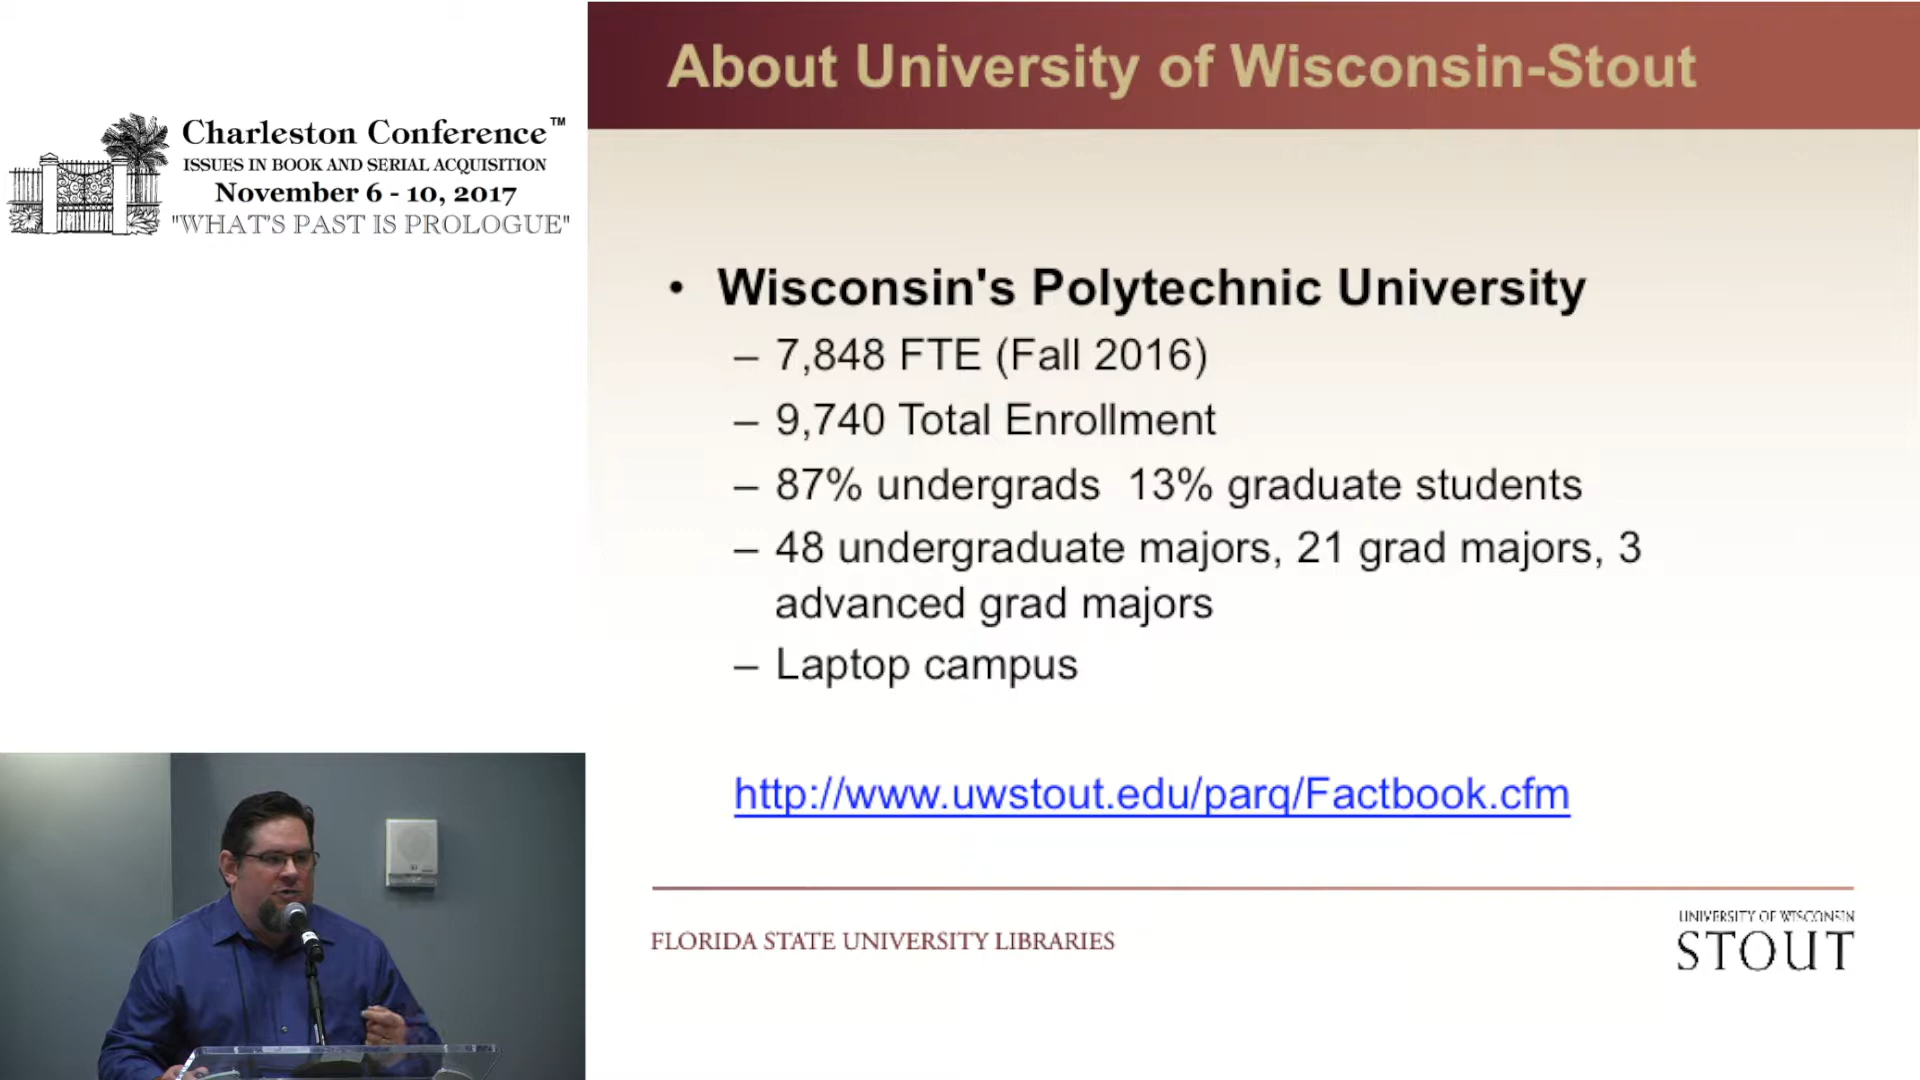 About University of Wisconsin-Stout
Charleston Conference™
ISSUES IN BOOK AND SERIAL ACQUISITION
November 6 - 10, 2017
"WHAT'S PAST IS PROLOGUE"
• Wisconsin's Polytechnic University
– 7,848 FTE (Fall 2016)
– 9,740 Total Enrollment
– 87% undergrads  13% graduate students
– 48 undergraduate majors, 21 grad majors, 3
advanced grad majors
– Laptop campus
http://www.uwstout.edu/parq/Factbook.cfm
FLORIDA STATE UNIVERSITY LIBRARIES
UNIVERSITY OF WISCONSIN
STOUT